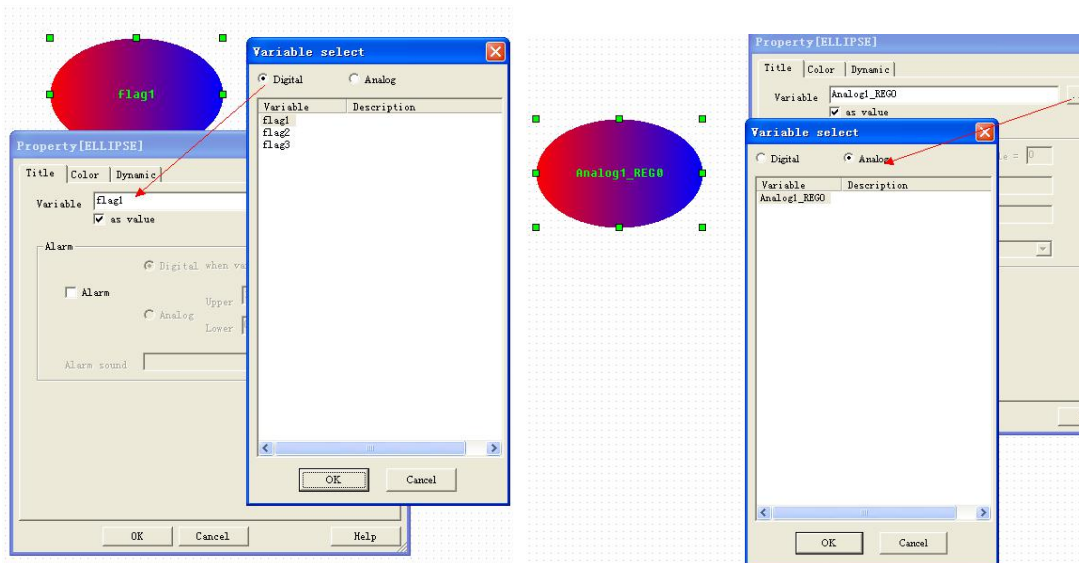 Flag1
Property[ELLIPSE]
Title Color Dynamic
Variable flag1
as value
Alarm
Digital when va
Alarm
Upper
Analog
Lower
Alarm sound
OK Cancel Help
Variable select
Digital Analog
Variable Description
flag1
flag2
flag3
OK Cancel
Analog1_REG0
Property[ELLIPSE]
Title Color Dynamic
Variable Analog1_REG0
as value
= 0
Variable select
Digital Analog
Variable Description
Analog1_REG0
OK Cancel